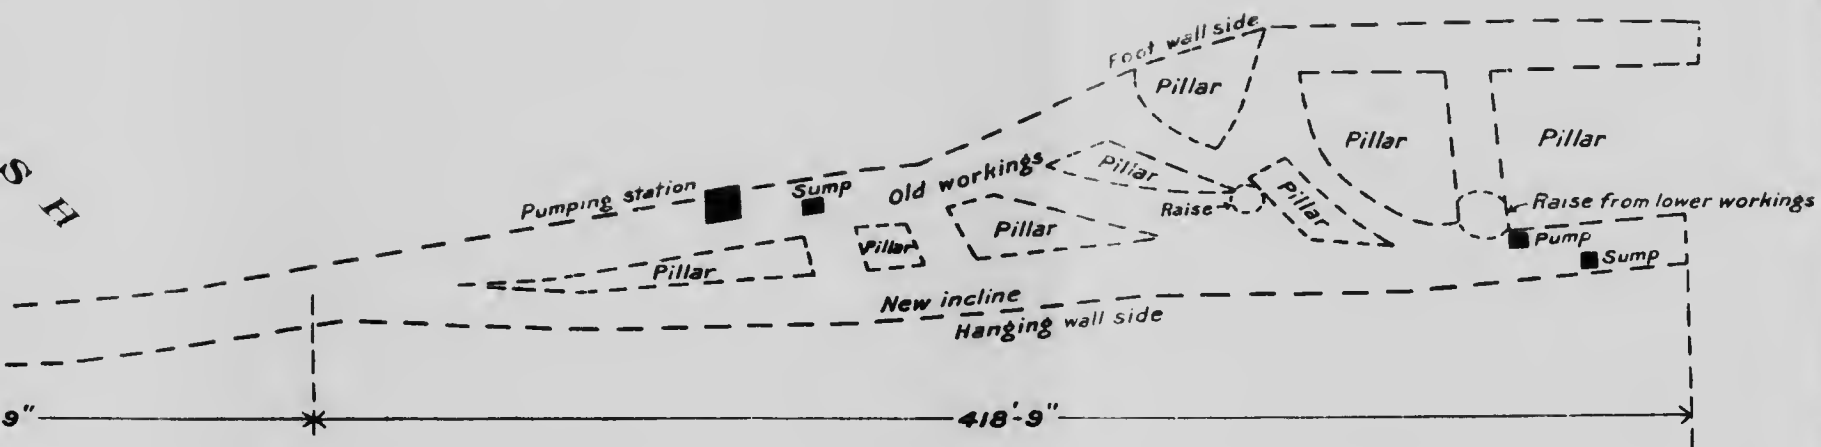 Foot wall side
Pillar
Pillar
Pillar
S H
Pumping station
Sump
Old workings
Pillar
Raise
Pillar
Raise from lower workings
Pillar
Pillar
Pillar
Pump
Sump
New incline
Hanging wall side
9"
418'-9"